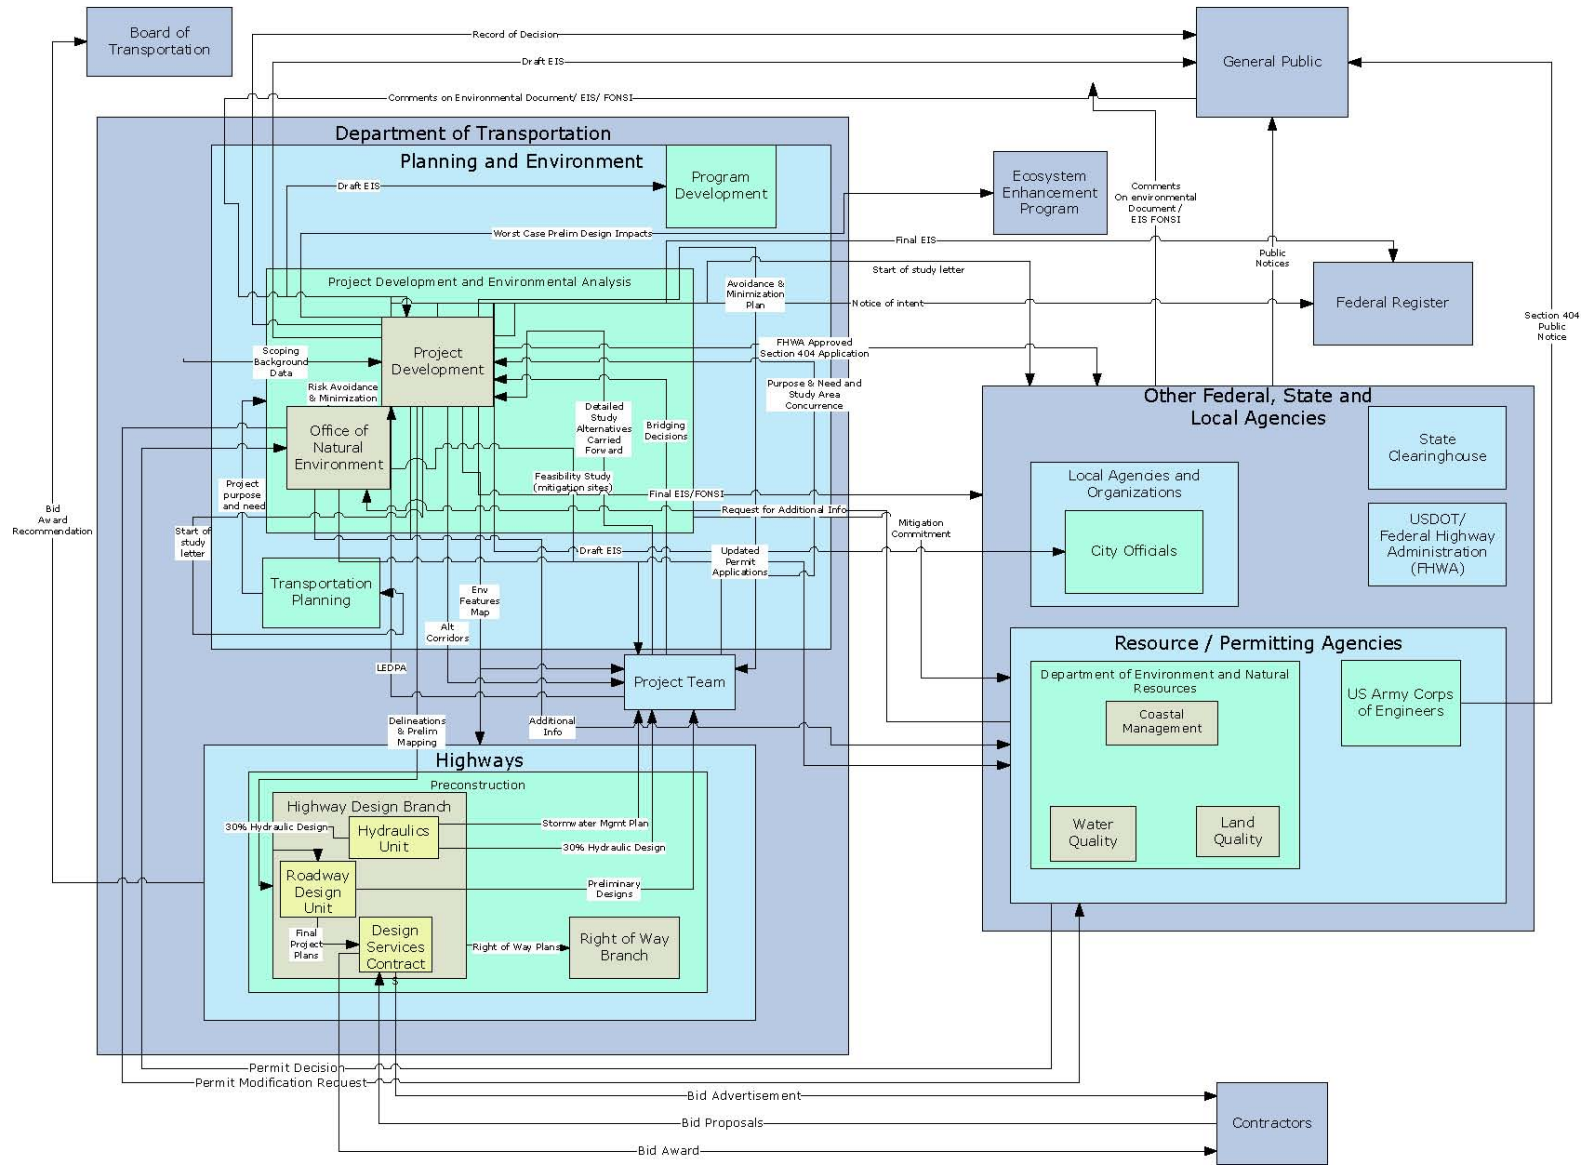 Board of
Transportation
Record of Decision
Draft EIS
General Public
Comments on Environmental Document/ EIS/ FONSI
Department of Transportation
Planning and Environment
Program
Development
Draft EIS
Ecosystem
Enhancement
Program
Comments
On environmental
Document /
EIS FONSI
Worst Case Prelim Design Impacts
Final EIS
Public
Notices
Start of study letter
Project Development and Environmental Analysis
Avoidance &
Minimization
Plan
Notice of intent
Federal Register
Section 404
Public
Notice
Project
Development
Scoping
Background
Data
FHWA Approved
Section 404 Application
Purpose & Need and
Study Area
Concurrence
Risk Avoidance
& Minimization
Other Federal, State and
Local Agencies
Office of
Natural
Environment
Detailed
Study
Alternatives
Carried
Forward
Bridging
Decisions
State
Clearinghouse
Local Agencies and
Organizations
Project
purpose
and need
Feasibility Study
(mitigation sites)
Final EIS/FONSI
Request for Additional Info
Mitigation
Commitment
USDOT/
Federal Highway
Administration
(FHWA)
Bid
Award
Recommendation
Start of
study
letter
Draft EIS
Updated
Permit
Applications
City Officials
Transportation
Planning
Env
Features
Map
Alt
Corridors
Resource / Permitting Agencies
LEDPA
Project Team
Department of Environment and Natural
Resources
US Army Corps
of Engineers
Coastal
Management
Delineations
& Prelim
Mapping
Additional
Info
Highways
Preconstruction
Highway Design Branch
30% Hydraulic Design
Hydraulics
Unit
Stormwater Mgmt Plan
30% Hydraulic Design
Water
Quality
Land
Quality
Roadway
Design
Unit
Preliminary
Designs
Final
Project
Plans
Design
Services
Contract
s
Right of Way Plans
Right of Way
Branch
Permit Decision
Permit Modification Request
Bid Advertisement
Bid Proposals
Contractors
Bid Award